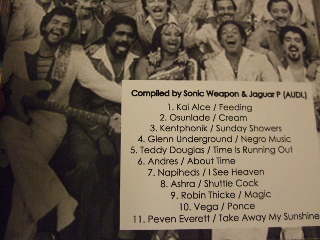 Compiled by Sonic Weapon & Jaguar P (AUDL)
1. Kai Alce / Feeding
2. Osunlade / Cream
3. Kentphonik / Sunday Showers
4. Glenn Underground / Negro Music
5. Teddy Douglas / Time Is Running Out
6. Andres / About Time
7. Napiheds / I See Heaven
8. Ashra / Shuttle Cock
9. Robin Thicke / Magic
10. Vega / Ponce
11. Peven Everett / Take Away My Sunshine